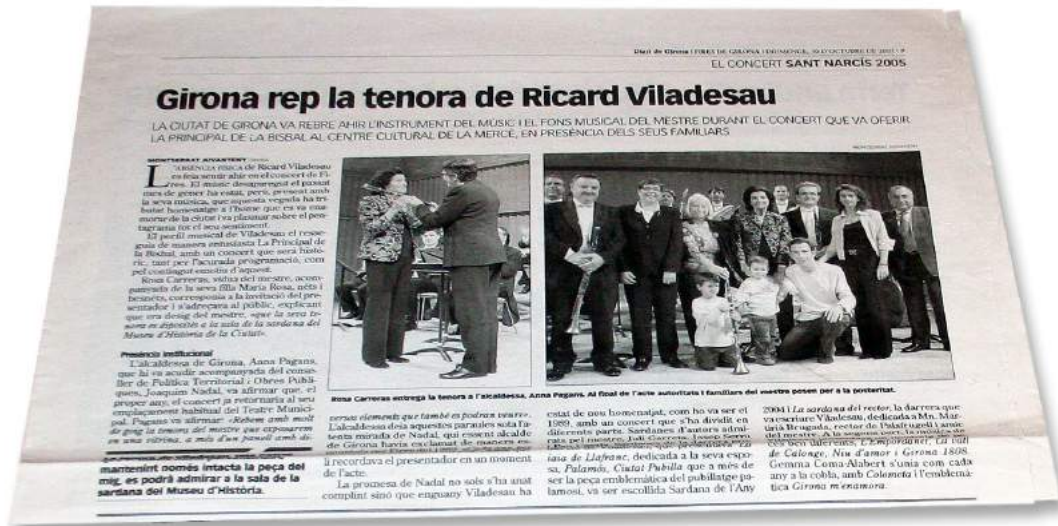 Diari de Girona | FIRES DE GIRONA | DIUMENGE, 30 D'OCTUBRE DE 2005
EL CONCERT SANT NARCÍS 2005
Girona rep la tenora de Ricard Viladesau
LA CIUTAT DE GIRONA VA REBRE AHIR L'INSTRUMENT DEL MÚSIC I EL FONS MUSICAL DEL MESTRE DURANT EL CONCERT QUE VA OFERIR
LA PRINCIPAL DE LA BISBAL AL CENTRE CULTURAL DE LA MERCÈ, EN PRESÈNCIA DELS SEUS FAMILIARS
L'ABSÈNCIA FÍSICA de Ricard Viladesau
es feia sentir ahir en el concert de Fi-
res. El músic desaparegut el passat
mes de gener ha estat, però, present amb
la seva música, que aquesta vegada ha tri-
butat homenatge a l'home que es va ena-
morar de la ciutat i va plasmar sobre el pen-
tagrama tot el seu sentiment.
El perfil musical de Viladesau el resse-
guia de manera entusiasta La Principal de
la Bisbal, amb un concert que serà histò-
ric, tant per l'acurada programació, com
pel contingut emotiu d'aquest.
Rosa Carreras, vídua del mestre, acom-
panyada de la seva filla Maria Rosa, néts i
besnéts, corresponia a la invitació del pre-
sentador i s'adreçava al públic, explicant
que era desig del mestre, «que la seva te-
nora es diposités a la sala de la sardana del
Museu d'Història de la Ciutat».
Presència institucional
L'alcaldessa de Girona, Anna Pagans,
que hi va acudir acompanyada del conse-
ller de Política Territorial i Obres Públi-
ques, Joaquim Nadal, va afirmar que, el
proper any, el concert ja retornaria al seu
emplaçament habitual del Teatre Munici-
pal. Pagans va afirmar: «Rebem amb molt
de goig la tenora del mestre que exposarem
en una vitrina, a més d'un panell amb di-
mantenint només intacta la peça del
mig, es podrà admirar a la sala de la
sardana del Museu d'Història.
Rosa Carreras entrega la tenora a l'alcaldessa, Anna Pagans. Al final de l'acte autoritats i familiars del mestre posen per a la posteritat.
versos elements que també es podran veure».
L'alcaldessa deia aquestes paraules sota l'a-
tenta mirada de Nadal, qui essent alcalde
de Girona havia exclamat de manera es-
li recordava el presentador en un moment
de l'acte.
La promesa de Nadal no sols s'ha anat
complint sinó que enguany Viladesau ha
estat de nou homenatjat, com ho va ser el
1989, amb un concert que s'ha dividit en
diferents parts. Sardanes d'autors admi-
rats pel mestre, Juli Garreta, Josep Serra
iasa de Llafranc, dedicada a la seva espo-
sa, Palamós, Ciutat Pubilla que a més de
ser la peça emblemàtica del pubillatge pa-
lamosí, va ser escollida Sardana de l'Any
2004 i La sardana del rector, la darrera que
va escriure Viladesau, dedicada a Mn. Mar-
tirià Brugada, rector de Palafrugell i amic
del mestre. A la segona part, la música de
L'Empordanet, La vall
de Calonge, Niu d'amor i Girona 1808.
Gemma Coma-Alabert s'unia com cada
any a la cobla, amb Colometa i l'emblemà-
tica Girona m'enamora.